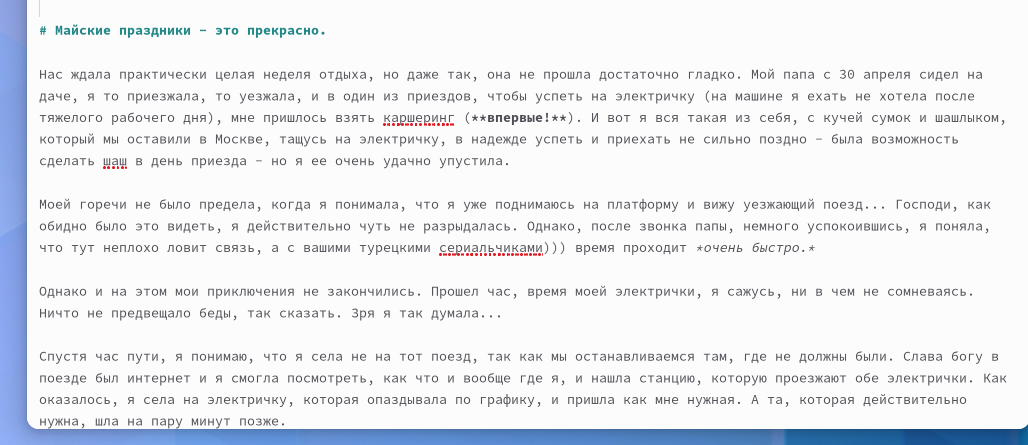 # Майские праздники - это прекрасно.
Нас ждала практически целая неделя отдыха, но даже так, она не прошла достаточно гладко. Мой папа с 30 апреля сидел на
даче, я то приезжала, то уезжала, и в один из приездов, чтобы успеть на электричку (на машине я ехать не хотела после
тяжелого рабочего дня), мне пришлось взять каршеринг (**впервые!**). И вот я вся такая из себя, с кучей сумок и шашлыком,
который мы оставили в Москве, тащусь на электричку, в надежде успеть и приехать не сильно поздно - была возможность
сделать шаш в день приезда - но я ее очень удачно упустила.
Моей горечи не было предела, когда я понимала, что я уже поднимаюсь на платформу и вижу уезжающий поезд... Господи, как
обидно было это видеть, я действительно чуть не разрыдалась. Однако, после звонка папы, немного успокоившись, я поняла,
что тут неплохо ловит связь, а с вашими турецкими сериальчиками))) время проходит *очень быстро.*
Однако и на этом мои приключения не закончились. Прошел час, время моей электрички, я сажусь, ни в чем не сомневаясь.
Ничто не предвещало беды, так сказать. Зря я так думала...
Спустя час пути, я понимаю, что я села не на тот поезд, так как мы останавливаемся там, где не должны были. Слава богу в
поезде был интернет и я смогла посмотреть, как что и вообще где я, и нашла станцию, которую проезжают обе электрички. Как
оказалось, я села на электричку, которая опаздывала по графику, и пришла как мне нужная. А та, которая действительно
нужна, шла на пару минут позже.